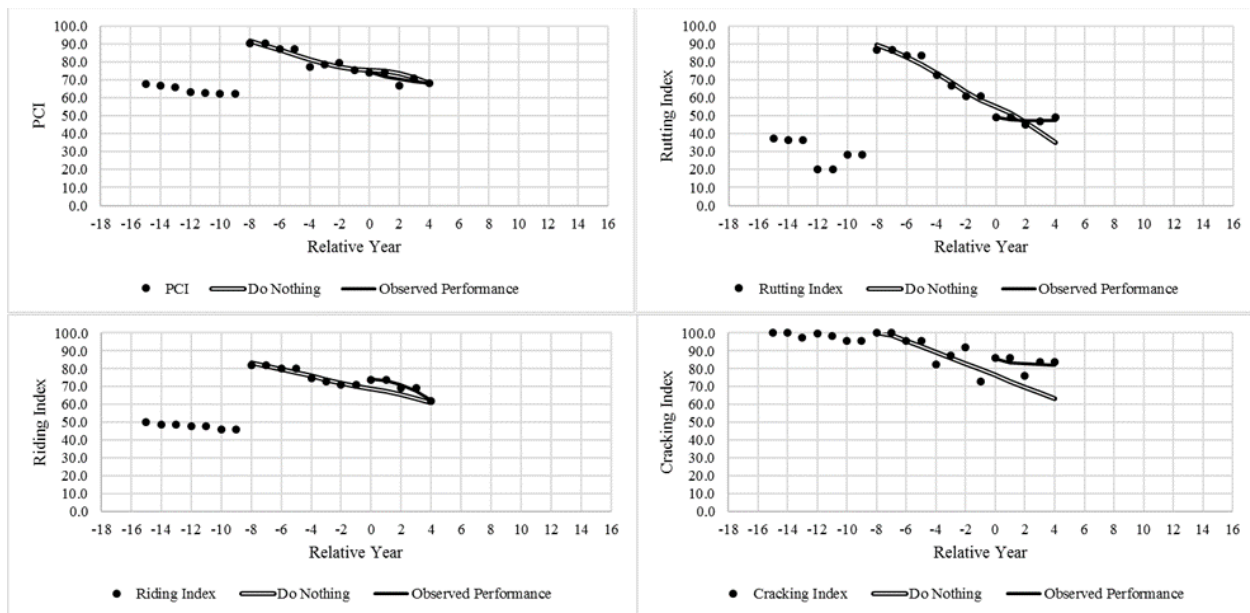 100.0
90.0
80.0
70.0
60.0
50.0
40.0
30.0
20.0
10.0
0.0
PCI
-18 -16 -14 -12 -10 -8 -6 -4 -2 0 2 4 6 8 10 12 14 16
Relative Year
PCI Do Nothing Observed Performance
100.0
90.0
80.0
70.0
60.0
50.0
40.0
30.0
20.0
10.0
0.0
Rutting Index
-18 -16 -14 -12 -10 -8 -6 -4 -2 0 2 4 6 8 10 12 14 16
Relative Year
Rutting Index Do Nothing Observed Performance
100.0
90.0
80.0
70.0
60.0
50.0
40.0
30.0
20.0
10.0
0.0
Riding Index
-18 -16 -14 -12 -10 -8 -6 -4 -2 0 2 4 6 8 10 12 14 16
Relative Year
Riding Index Do Nothing Observed Performance
100.0
90.0
80.0
70.0
60.0
50.0
40.0
30.0
20.0
10.0
0.0
Cracking Index
-18 -16 -14 -12 -10 -8 -6 -4 -2 0 2 4 6 8 10 12 14 16
Relative Year
Cracking Index Do Nothing Observed Performance